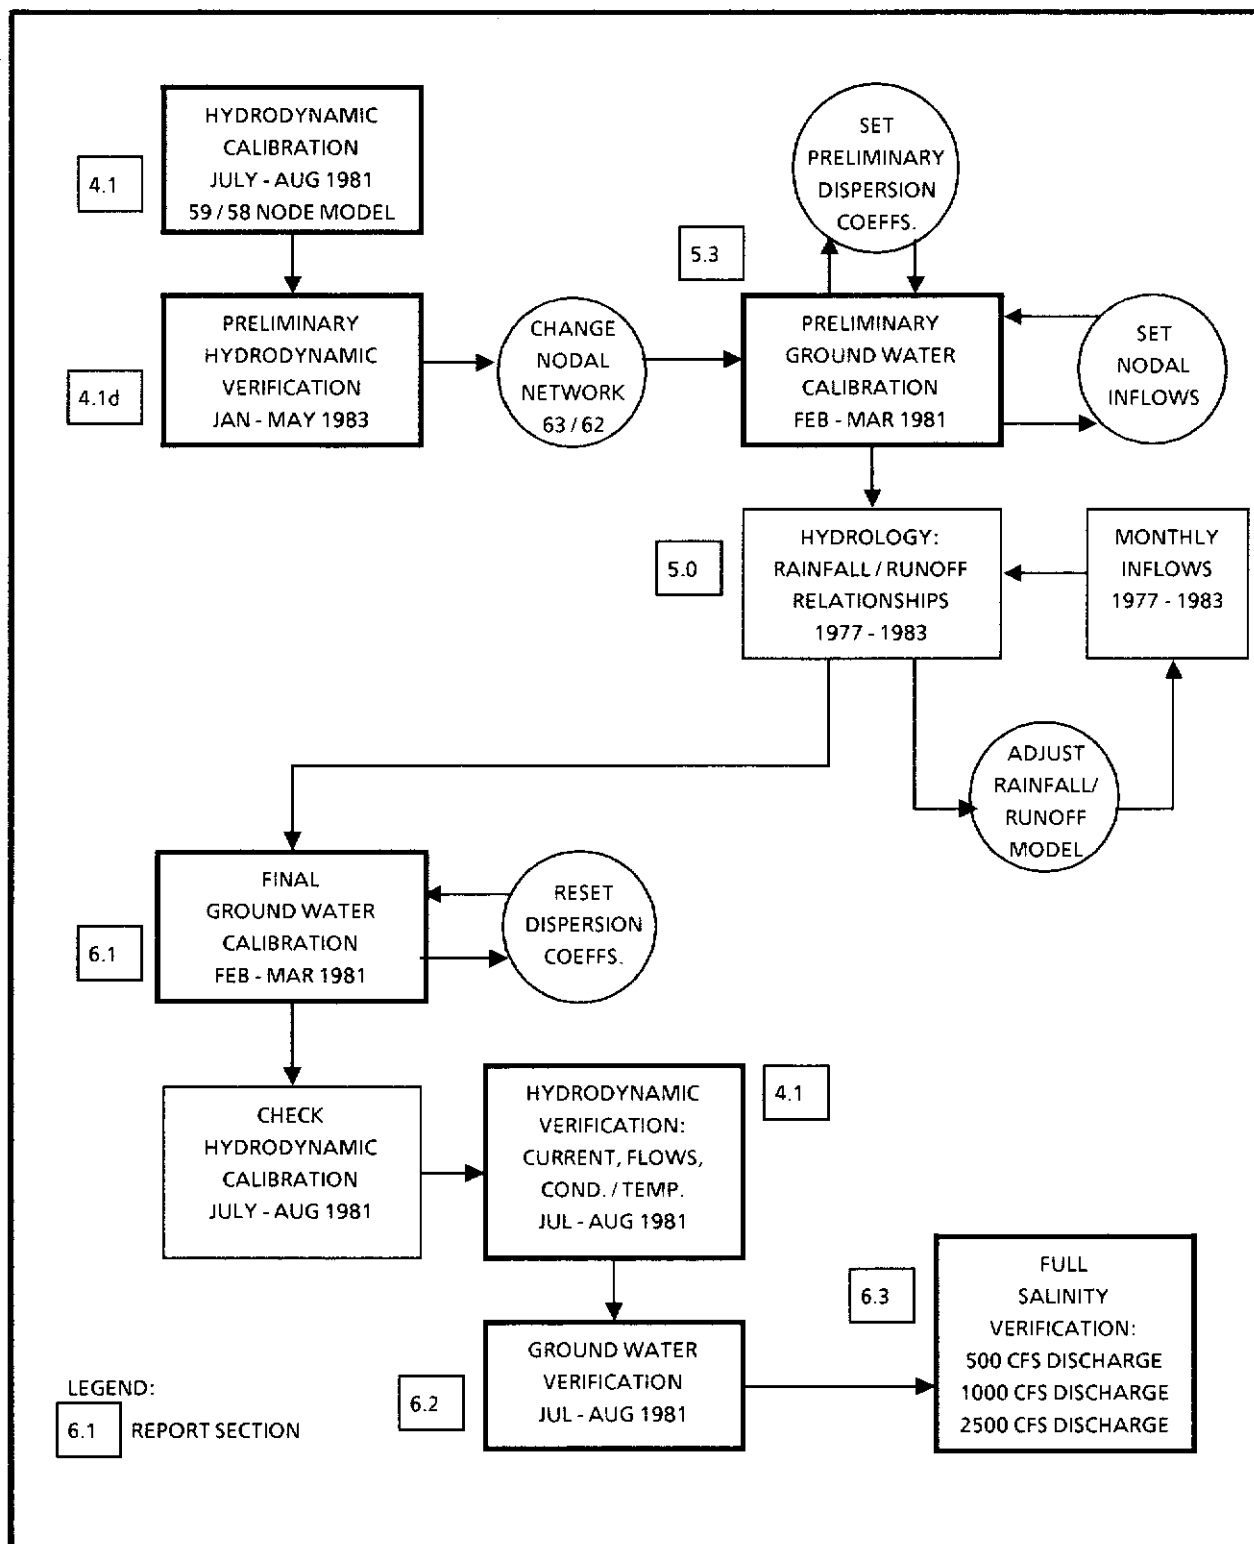 4.1
HYDRODYNAMIC
CALIBRATION
JULY - AUG 1981
59 / 58 NODE MODEL
SET
PRELIMINARY
DISPERSION
COEFFS.
4.1d
PRELIMINARY
HYDRODYNAMIC
VERIFICATION
JAN - MAY 1983
CHANGE
NODAL
NETWORK
63 / 62
5.3
PRELIMINARY
GROUND WATER
CALIBRATION
FEB - MAR 1981
SET
NODAL
INFLOWS
5.0
HYDROLOGY:
RAINFALL / RUNOFF
RELATIONSHIPS
1977 - 1983
MONTHLY
INFLOWS
1977 - 1983
ADJUST
RAINFALL/
RUNOFF
MODEL
6.1
FINAL
GROUND WATER
CALIBRATION
FEB - MAR 1981
RESET
DISPERSION
COEFFS.
CHECK
HYDRODYNAMIC
CALIBRATION
JULY - AUG 1981
HYDRODYNAMIC
VERIFICATION:
CURRENT, FLOWS,
COND. / TEMP.
JUL - AUG 1981
4.1
6.2
GROUND WATER
VERIFICATION
JUL - AUG 1981
6.3
FULL
SALINITY
VERIFICATION:
500 CFS DISCHARGE
1000 CFS DISCHARGE
2500 CFS DISCHARGE
LEGEND:
6.1 REPORT SECTION